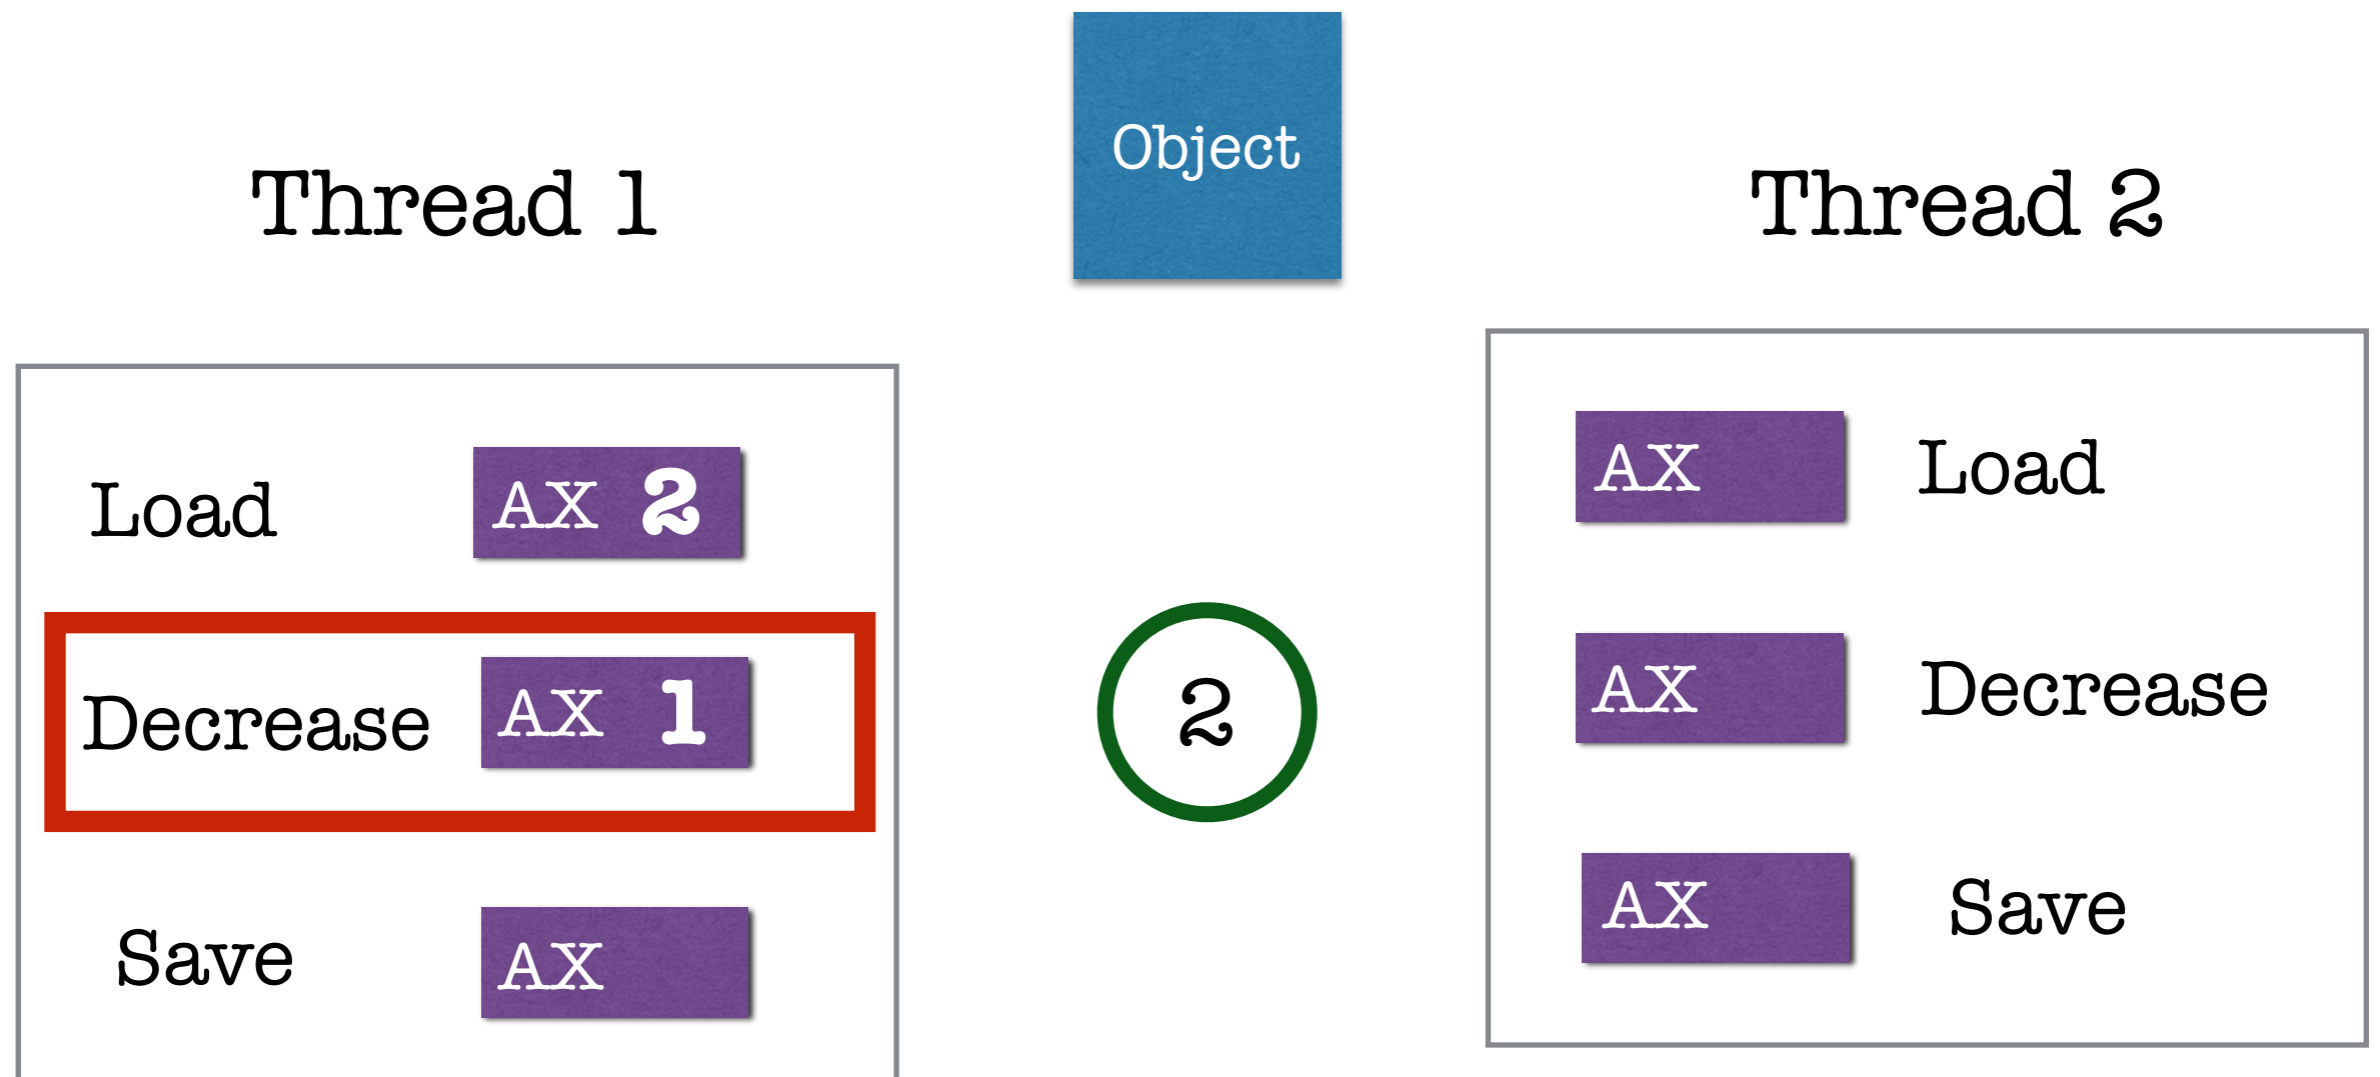 Object
Thread 1
Thread 2
Load AX 2
Decrease AX 1
Save AX
2
AX Load
AX Decrease
AX Save